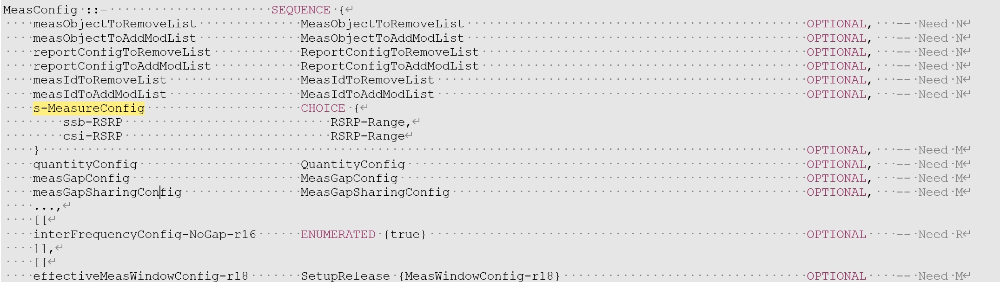 MeasConfig ::= SEQUENCE {
measObjectToRemoveList MeasObjectToRemoveList OPTIONAL, -- Need N
measObjectToAddModList MeasObjectToAddModList OPTIONAL, -- Need N
reportConfigToRemoveList ReportConfigToRemoveList OPTIONAL, -- Need N
reportConfigToAddModList ReportConfigToAddModList OPTIONAL, -- Need N
measIdToRemoveList MeasIdToRemoveList OPTIONAL, -- Need N
measIdToAddModList MeasIdToAddModList OPTIONAL, -- Need N
s-MeasureConfig CHOICE {
ssb-RSRP RSRP-Range,
csi-RSRP RSRP-Range
} OPTIONAL, -- Need M
quantityConfig QuantityConfig OPTIONAL, -- Need M
measGapConfig MeasGapConfig OPTIONAL, -- Need M
measGapSharingConfig MeasGapSharingConfig OPTIONAL, -- Need M
...,
[[
interFrequencyConfig-NoGap-r16 ENUMERATED {true} OPTIONAL -- Need R
]],
[[
effectiveMeasWindowConfig-r18 SetupRelease {MeasWindowConfig-r18} OPTIONAL -- Need M